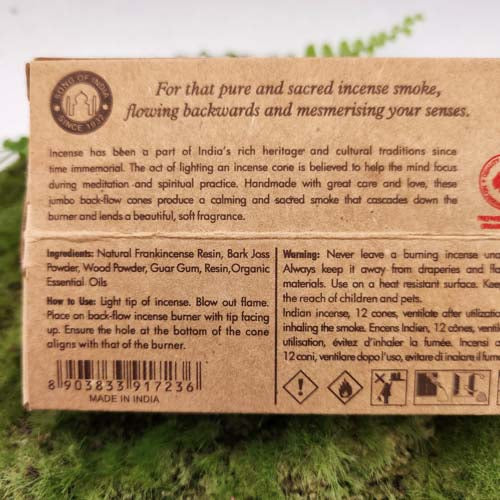 SONG OF INDIA
SINCE 1932
For that pure and sacred incense smoke,
flowing backwards and mesmerising your senses.
Incense has been a part of India's rich heritage and cultural traditions since
time immemorial. The act of lighting an incense cone is believed to help the mind focus
during meditation and spiritual practice. Handmade with great care and love, these
jumbo back-flow cones produce a calming and sacred smoke that cascades down the
burner and lends a beautiful, soft fragrance.
Ingredients: Natural Frankincense Resin, Bark Joss
Powder, Wood Powder, Guar Gum, Resin,Organic
Essential Oils
How to Use: Light tip of incense. Blow out flame.
Place on back-flow incense burner with tip facing
up. Ensure the hole at the bottom of the cone
aligns with that of the burner.
8 903833 917236
MADE IN INDIA
Warning: Never leave a burning incense una
Always keep it away from draperies and fl
materials. Use on a heat resistant surface. Keep
the reach of children and pets.
Indian incense, 12 cones, ventilate after utilizatio
inhaling the smoke. Encens Indien, 12 cônes, ventil
utilisation, éviter d'inhaler la fumée. Incensi a
12 coni, ventilare dopo l'uso, evitare di inalare il fum